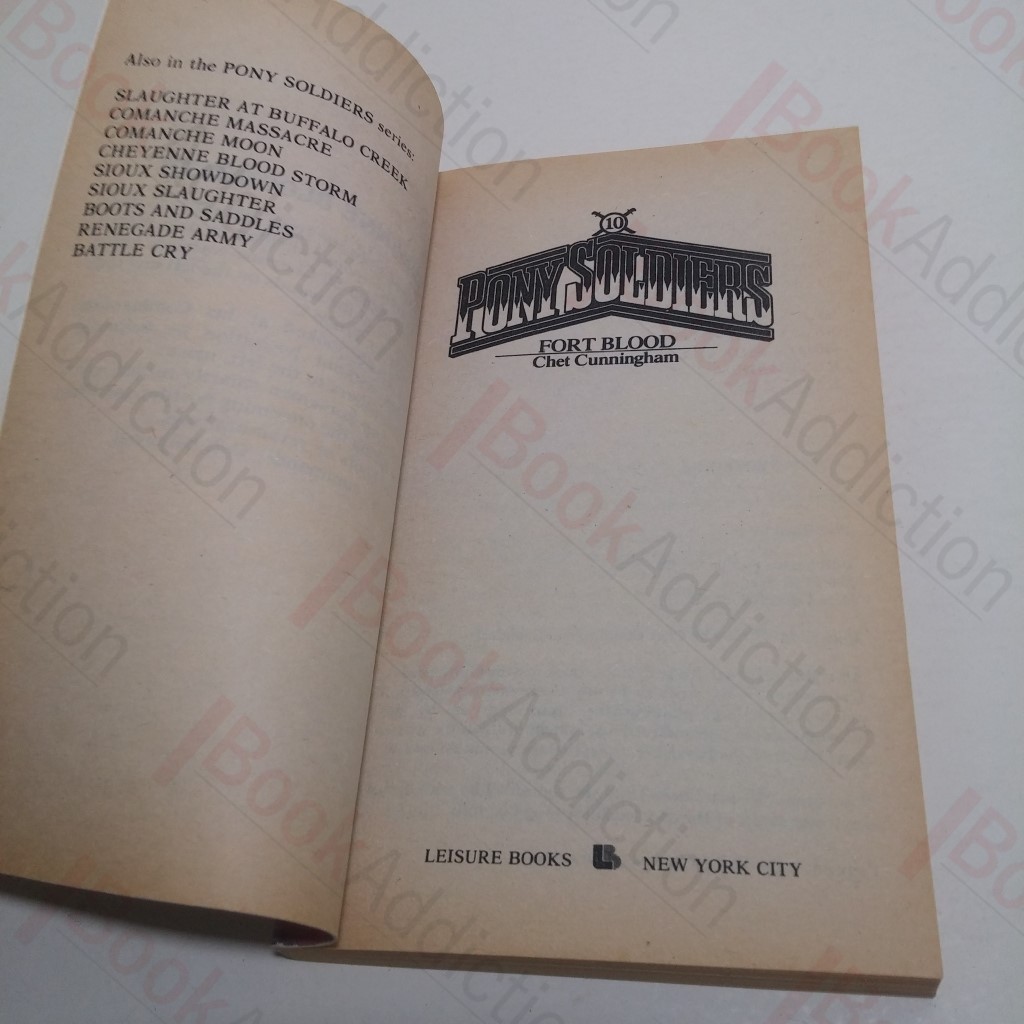 Also in the PONY SOLDIERS series:
SLAUGHTER AT BUFFALO CREEK
COMANCHE MASSACRE
COMANCHE MOON
CHEYENNE BLOOD STORM
SIOUX SHOWDOWN
SIOUX SLAUGHTER
BOOTS AND SADDLES
RENEGADE ARMY
BATTLE CRY
10
PONY SOLDIERS
FORT BLOOD
Chet Cunningham
LEISURE BOOKS LB NEW YORK CITY
BookAddiction